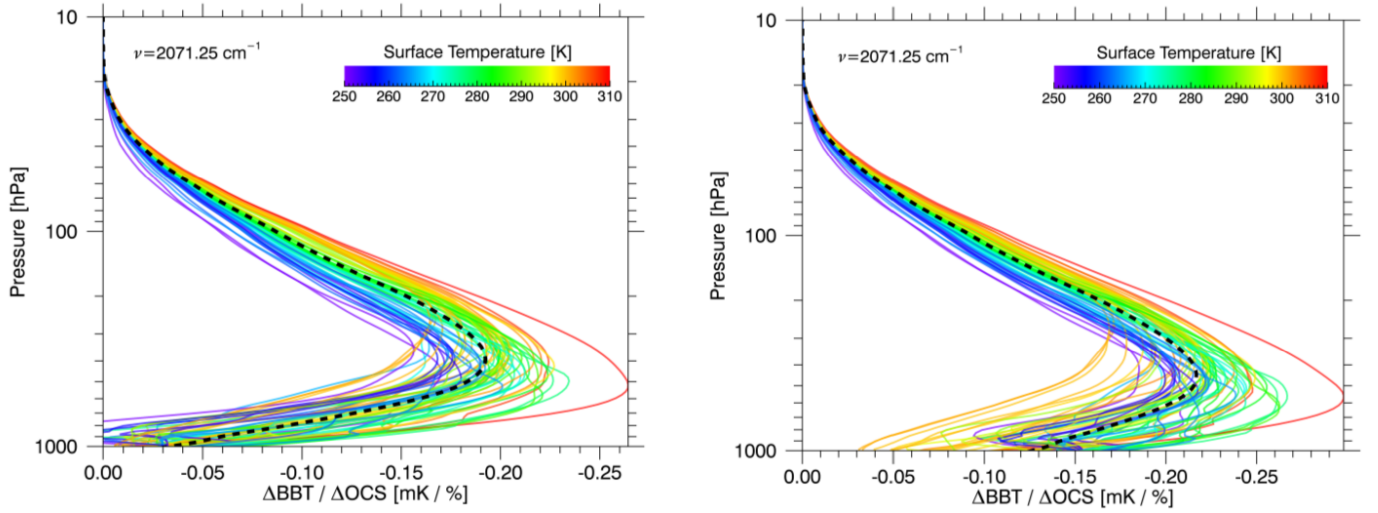 10
ν=2071.25 cm⁻¹
Surface Temperature [K]
250 260 270 280 290 300 310
Pressure [hPa]
100
1000
0.00 -0.05 -0.10 -0.15 -0.20 -0.25
ΔBBT / ΔOCS [mK / %]
10
ν=2071.25 cm⁻¹
Surface Temperature [K]
250 260 270 280 290 300 310
Pressure [hPa]
100
1000
0.00 -0.05 -0.10 -0.15 -0.20 -0.25
ΔBBT / ΔOCS [mK / %]